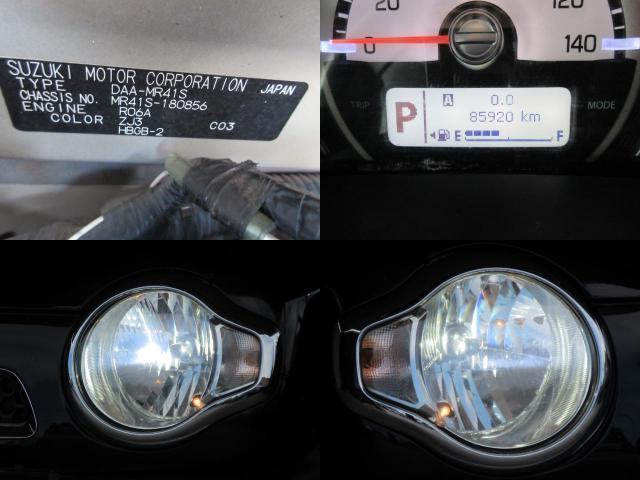 SUZUKI MOTOR CORPORATION JAPAN
TYPE DAA-MR41S
CHASSIS NO. MR41S-180856
ENGINE R06A
COLOR ZJ3 C03
HBGB-2
0 20 120 140
TRIP A 0.0 MODE
P 85920 km
E F